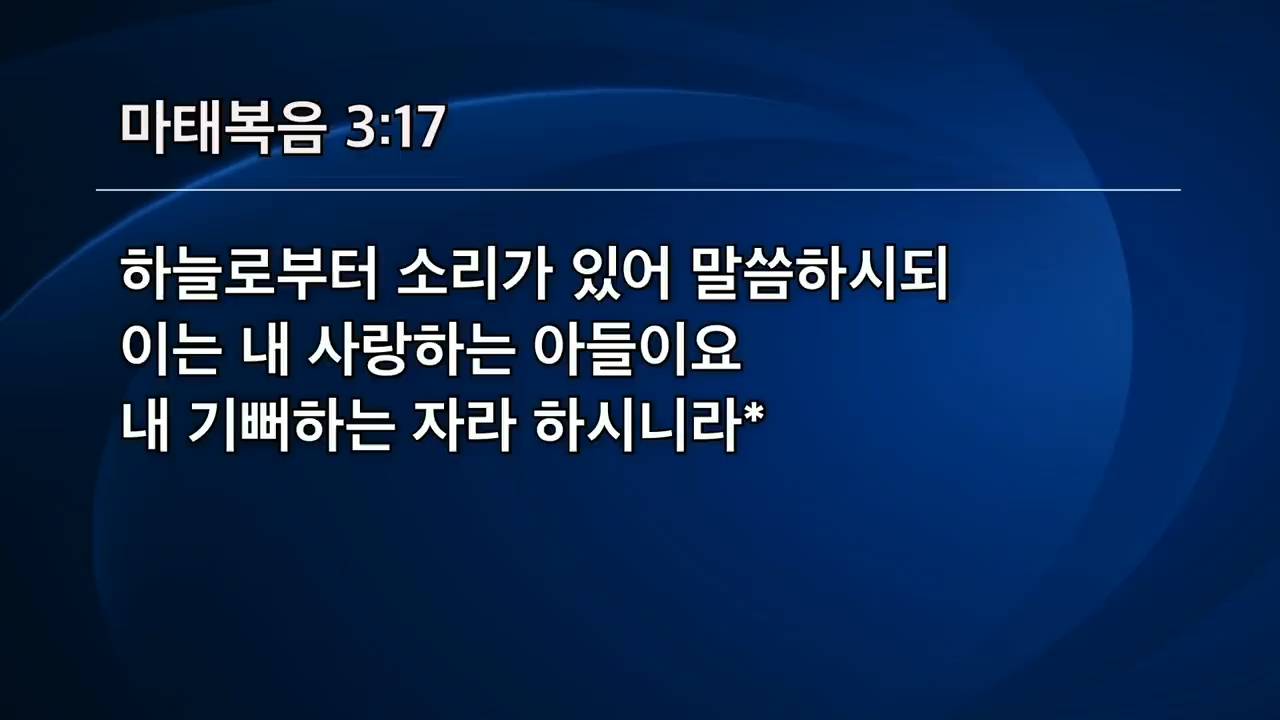 마태복음 3:17
하늘로부터 소리가 있어 말씀하시되
이는 내 사랑하는 아들이요
내 기뻐하는 자라 하시니라*